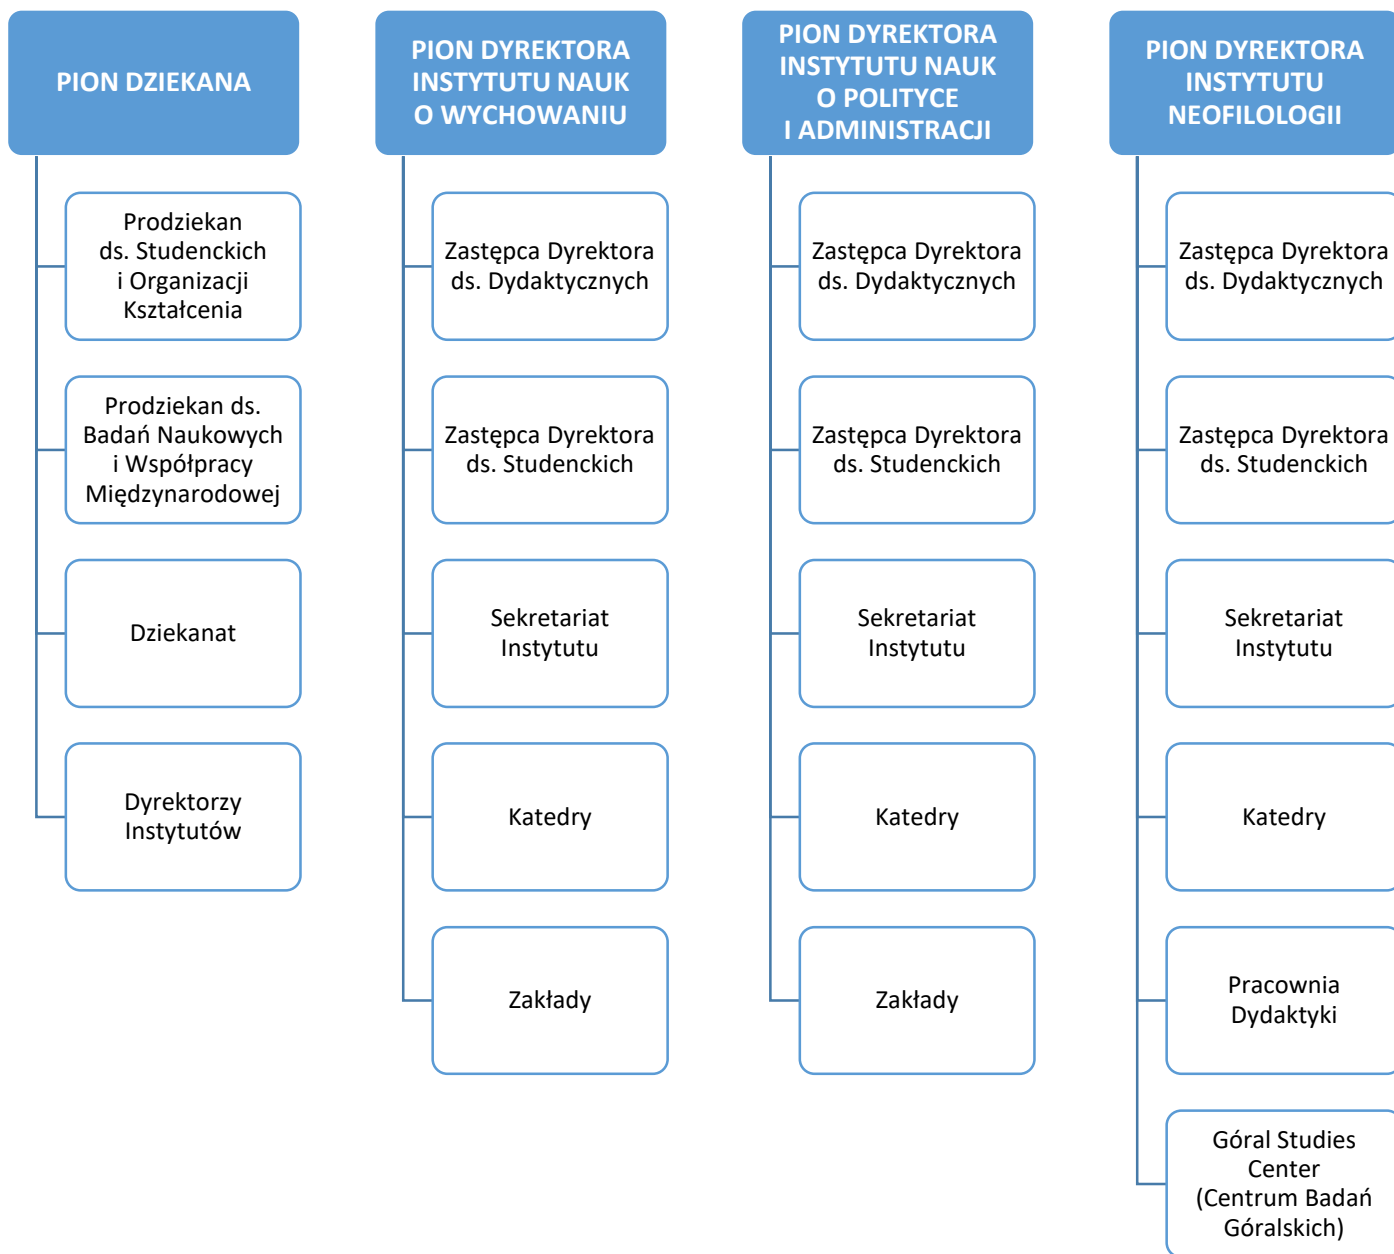 PION DZIEKANA
Prodziekan
ds. Studenckich
i Organizacji
Kształcenia
Prodziekan ds.
Badań Naukowych
i Współpracy
Międzynarodowej
Dziekanat
Dyrektorzy
Instytutów
PION DYREKTORA
INSTYTUTU NAUK
O WYCHOWANIU
Zastępca Dyrektora
ds. Dydaktycznych
Zastępca Dyrektora
ds. Studenckich
Sekretariat
Instytutu
Katedry
Zakłady
PION DYREKTORA
INSTYTUTU NAUK
O POLITYCE
I ADMINISTRACJI
Zastępca Dyrektora
ds. Dydaktycznych
Zastępca Dyrektora
ds. Studenckich
Sekretariat
Instytutu
Katedry
Zakłady
PION DYREKTORA
INSTYTUTU
NEOFILOLOGII
Zastępca Dyrektora
ds. Dydaktycznych
Zastępca Dyrektora
ds. Studenckich
Sekretariat
Instytutu
Katedry
Pracownia
Dydaktyki
Góral Studies
Center
(Centrum Badań
Góralskich)